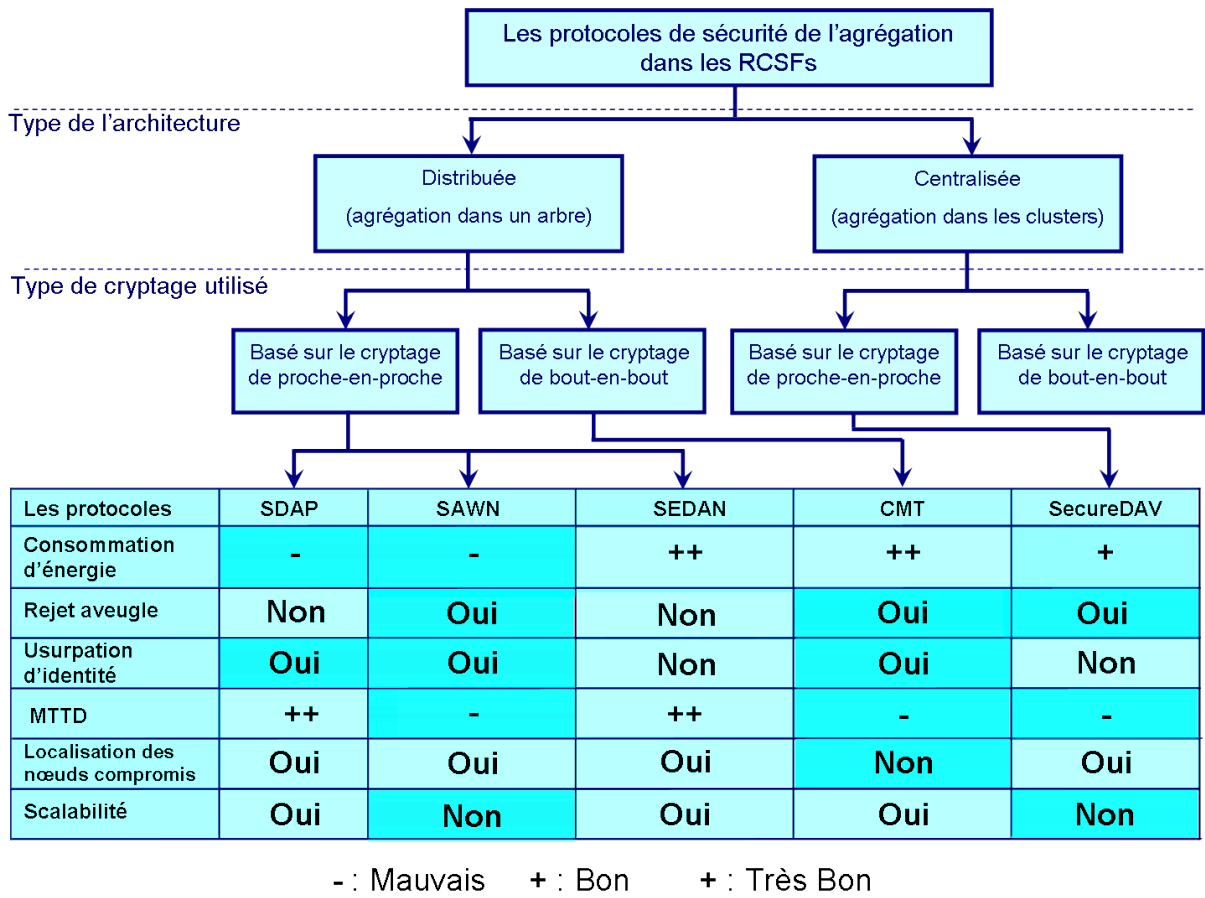 Les protocoles de sécurité de l'agrégation
dans les RCSFs
Type de l'architecture
Distribuée
(agrégation dans un arbre)
Centralisée
(agrégation dans les clusters)
Type de cryptage utilisé
Basé sur le cryptage
de proche-en-proche
Basé sur le cryptage
de bout-en-bout
Basé sur le cryptage
de proche-en-proche
Basé sur le cryptage
de bout-en-bout
Les protocoles SDAP SAWN SEDAN CMT SecureDAV
Consommation
d'énergie - - ++ ++ +
Rejet aveugle Non Oui Non Oui Oui
Usurpation
d'identité Oui Oui Non Oui Non
MTTD ++ - ++ - -
Localisation des
nœuds compromis Oui Oui Oui Non Oui
Scalabilité Oui Non Oui Oui Non
- : Mauvais + : Bon + : Très Bon